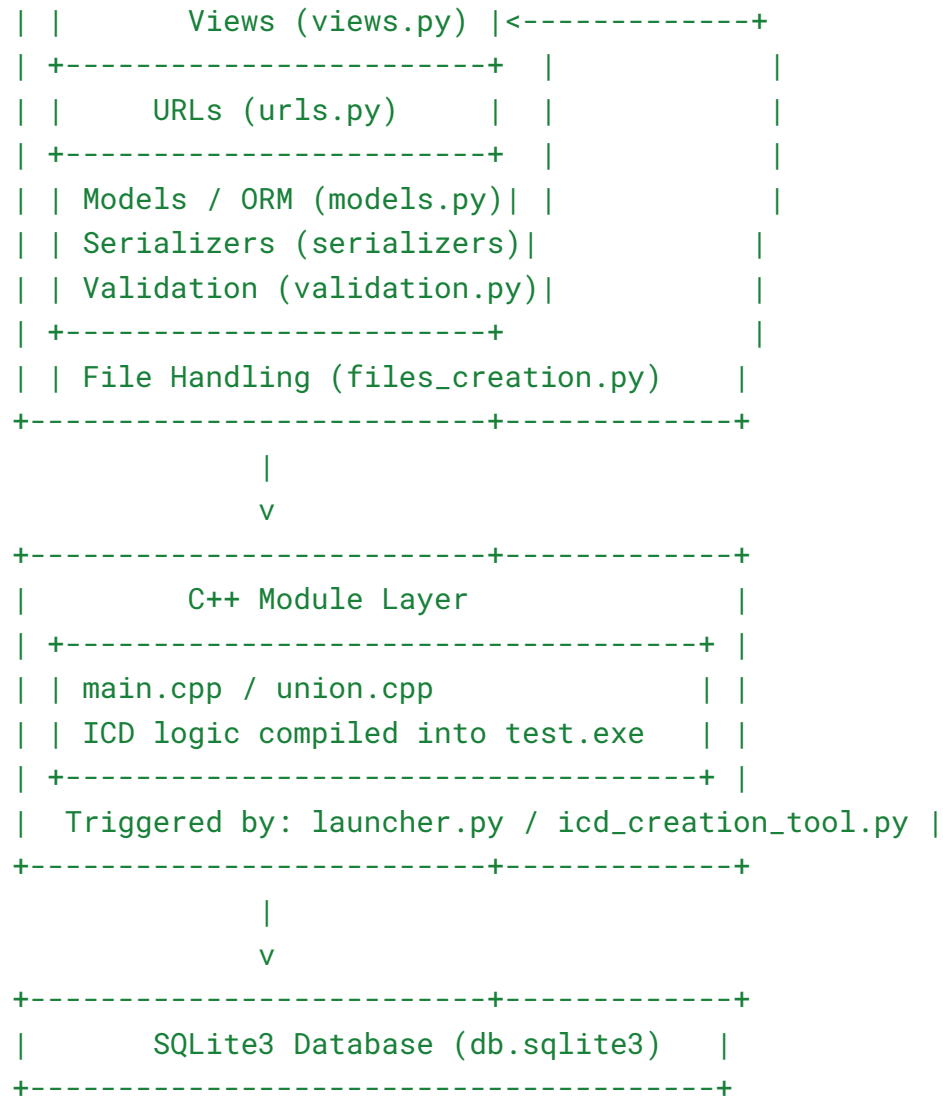 | |        Views (views.py) |<-------------+
| +------------------------+  |             |
| |     URLs (urls.py)     |  |             |
| +------------------------+  |             |
| | Models / ORM (models.py)| |             |
| | Serializers (serializers)|             |
| | Validation (validation.py)|            |
| +------------------------+               |
| | File Handling (files_creation.py)    |
+--------------------------+-------------+
              |
              v
+--------------------------+-------------+
|         C++ Module Layer               |
| +------------------------------------+ |
| | main.cpp / union.cpp               | |
| | ICD logic compiled into test.exe   | |
| +------------------------------------+ |
|  Triggered by: launcher.py / icd_creation_tool.py |
+--------------------------+-------------+
              |
              v
+--------------------------+-------------+
|       SQLite3 Database (db.sqlite3)   |
+---------------------------------------+